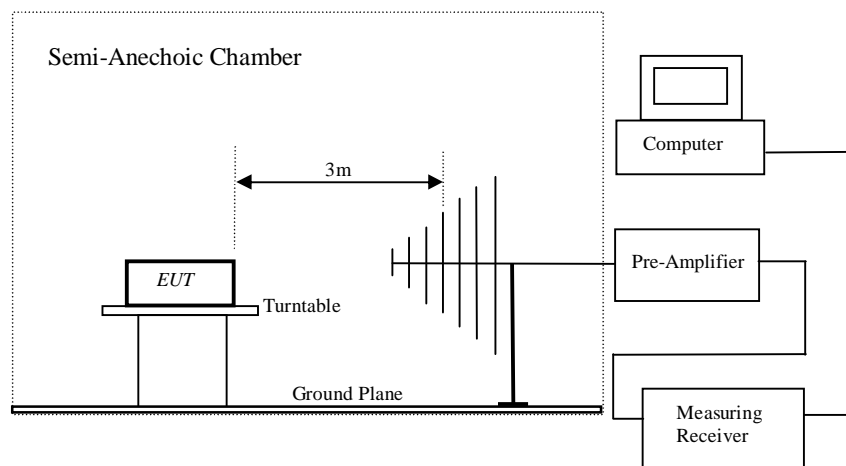 Semi-Anechoic Chamber
Computer
3m
Pre-Amplifier
EUT
Turntable
Ground Plane
Measuring
Receiver